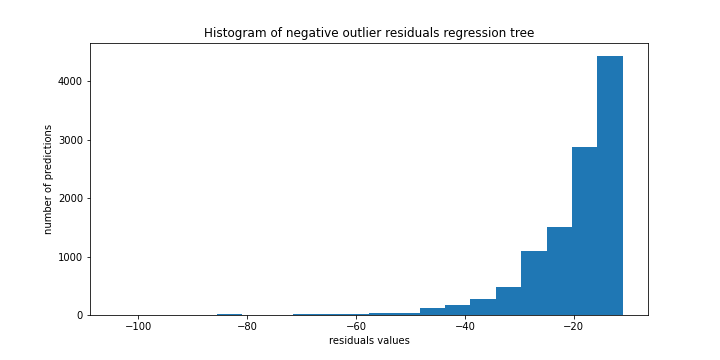 Histogram of negative outlier residuals regression tree
number of predictions
4000
3000
2000
1000
0
−100 −80 −60 −40 −20
residuals values